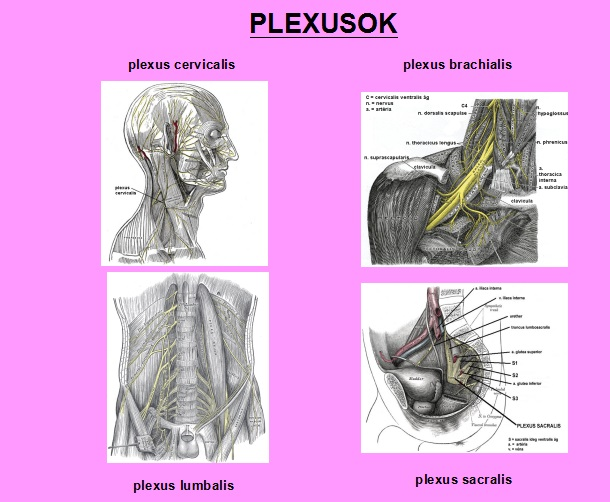 PLEXUSOK
plexus cervicalis
plexus brachialis
plexus
cervicalis
C = cervicalis ventralis ág
n. = nervus
a. = artéria
C4
n. dorsalis scapulae
n.
hypoglossus
n. thoracicus longus
n. phrenicus
n. suprascapularis
clavicula
a.
thoracica
interna
a. subclavia
clavicula
a. iliaca interna
v. iliaca interna
uréther
truncus lumbosacralis
a. glutea superior
S1
S2
a. glutea inferior
S3
Bladder
PLEXUS SACRALIS
S = sacralis ideg ventralis ág
a. = artéria
v. = véna
plexus lumbalis
plexus sacralis